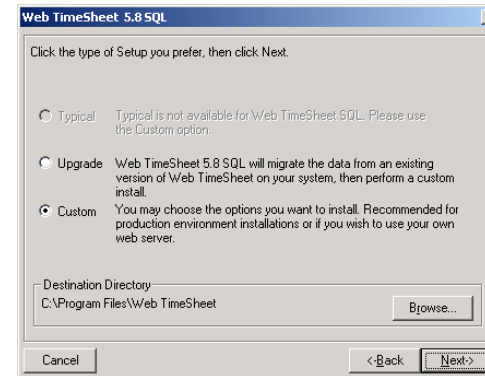 Web TimeSheet 5.8 SQL
Click the type of Setup you prefer, then click Next.
Typical
Typical is not available for Web TimeSheet SQL. Please use
the Custom option.
Upgrade
Web TimeSheet 5.8 SQL will migrate the data from an existing
version of Web TimeSheet on your system, then perform a custom
install.
Custom
You may choose the options you want to install. Recommended for
production environment installations or if you wish to use your own
web server.
Destination Directory
C:\Program Files\Web TimeSheet
Browse...
Cancel
<-Back
Next->